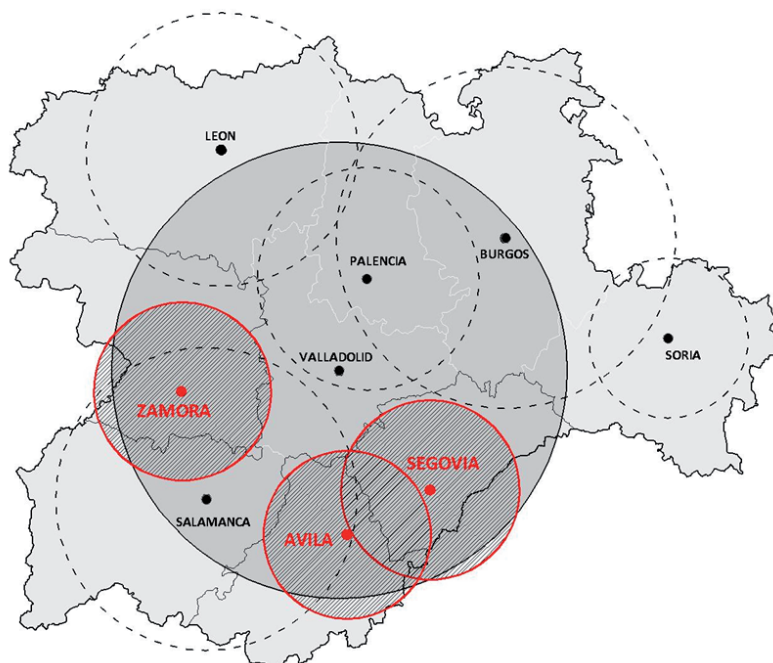 LEON
BURGOS
PALENCIA
SORIA
VALLADOLID
ZAMORA
SEGOVIA
SALAMANCA
AVILA